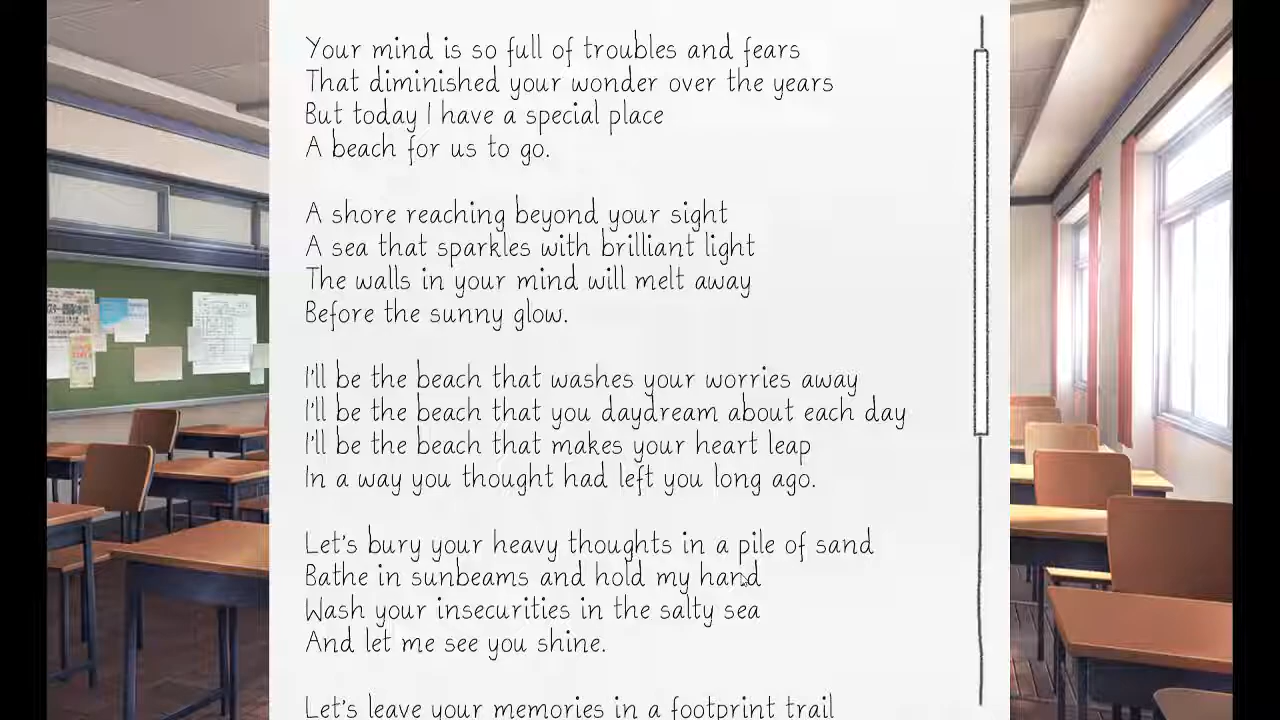 Your mind is so full of troubles and fears
That diminished your wonder over the years
But today I have a special place
A beach for us to go.
A shore reaching beyond your sight
A sea that sparkles with brilliant light
The walls in your mind will melt away
Before the sunny glow.
I'll be the beach that washes your worries away
I'll be the beach that you daydream about each day
I'll be the beach that makes your heart leap
In a way you thought had left you long ago.
Let's bury your heavy thoughts in a pile of sand
Bathe in sunbeams and hold my hand
Wash your insecurities in the salty sea
And let me see you shine.
Let's leave your memories in a footprint trail